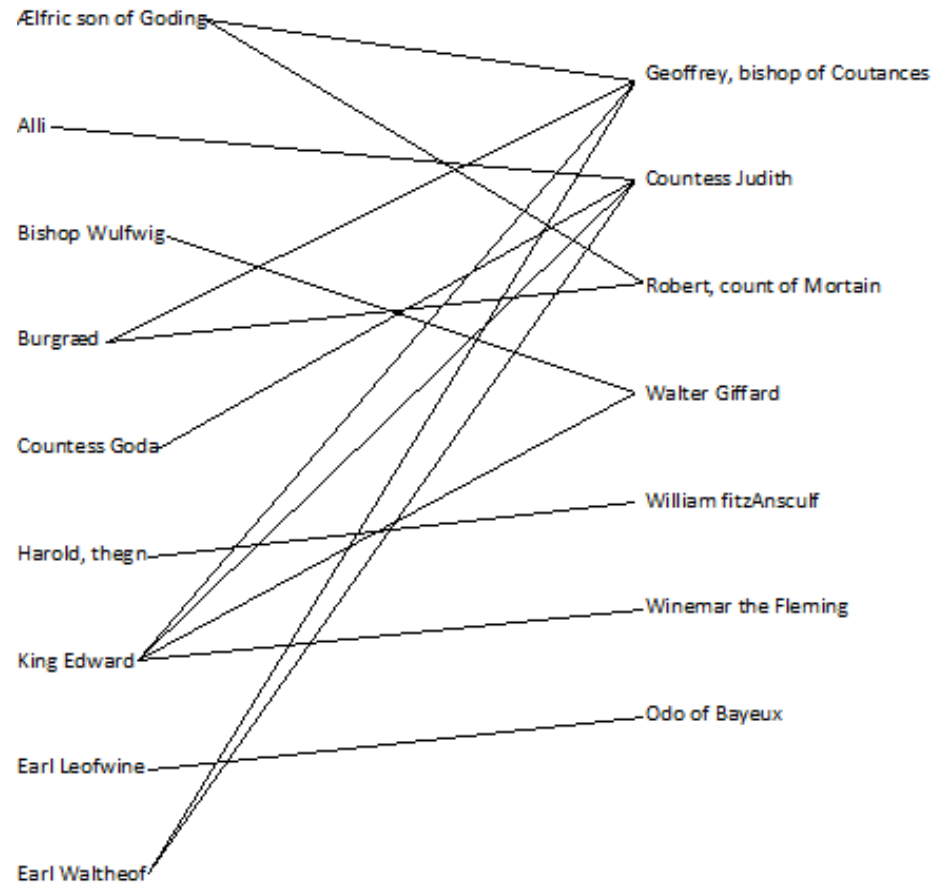 Ælfric son of Goding
Alli
Bishop Wulfwig
Burgræd
Countess Goda
Harold, thegn
King Edward
Earl Leofwine
Earl Waltheof
Geoffrey, bishop of Coutances
Countess Judith
Robert, count of Mortain
Walter Giffard
William fitzAnsculf
Winemar the Fleming
Odo of Bayeux